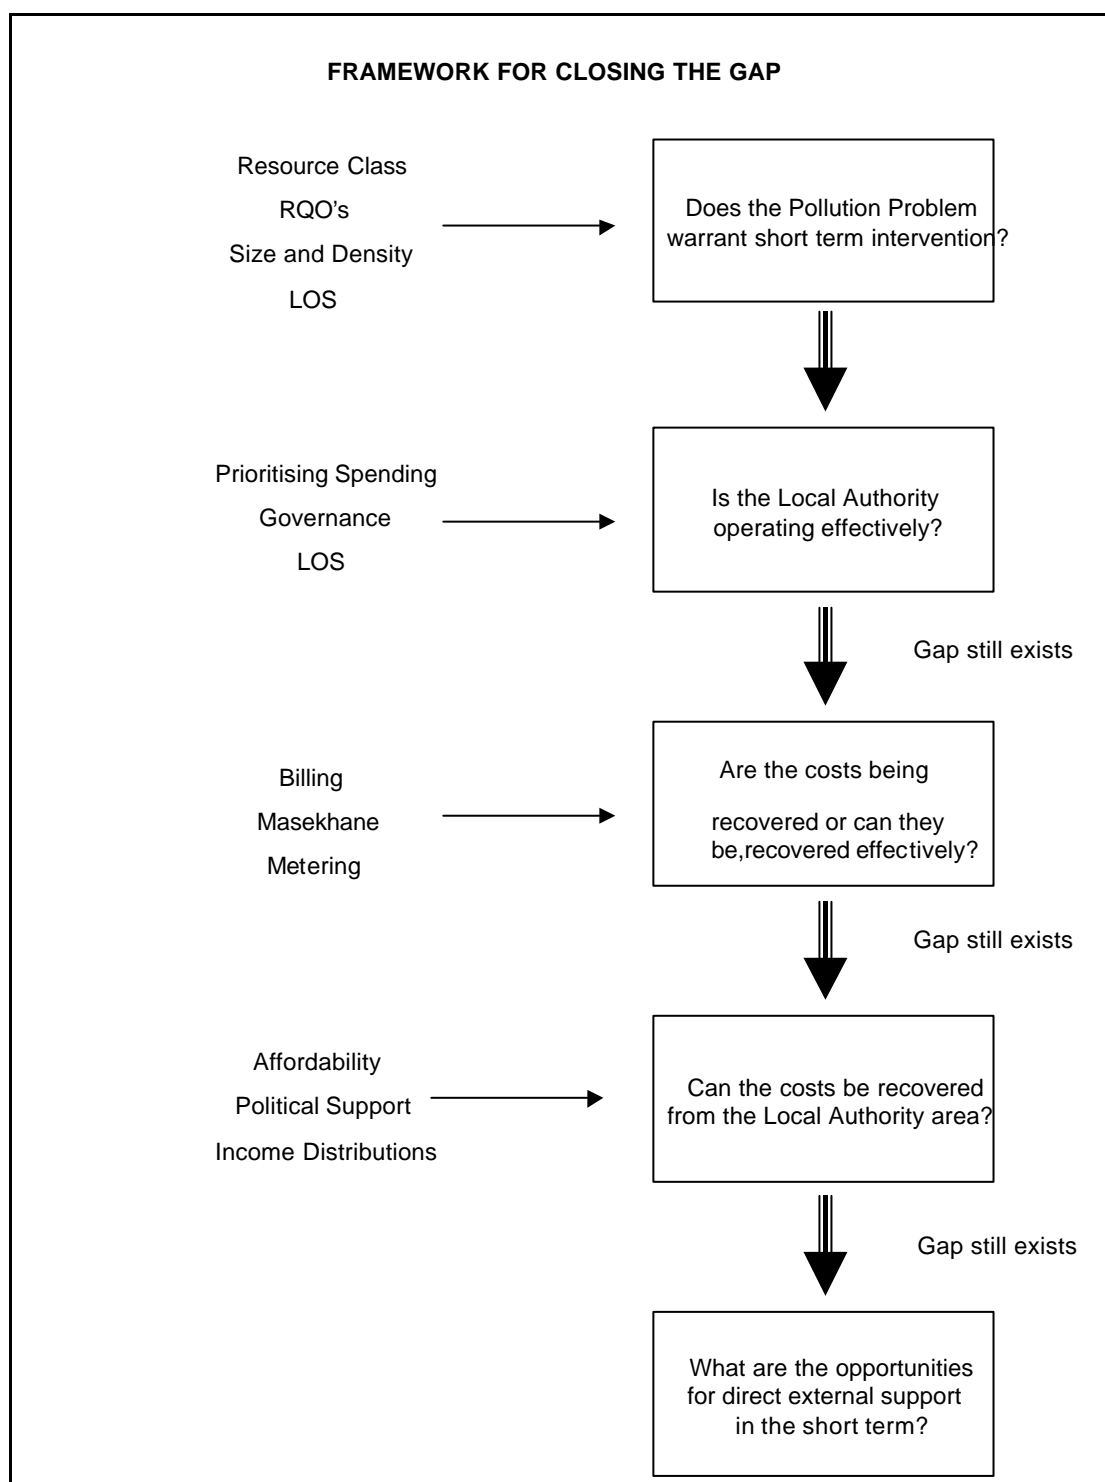 FRAMEWORK FOR CLOSING THE GAP
Resource Class
RQO's
Size and Density
LOS
Does the Pollution Problem
warrant short term intervention?
Prioritising Spending
Governance
LOS
Is the Local Authority
operating effectively?
Gap still exists
Billing
Masekhane
Metering
Are the costs being
recovered or can they
be,recovered effectively?
Gap still exists
Affordability
Political Support
Income Distributions
Can the costs be recovered
from the Local Authority area?
Gap still exists
What are the opportunities
for direct external support
in the short term?